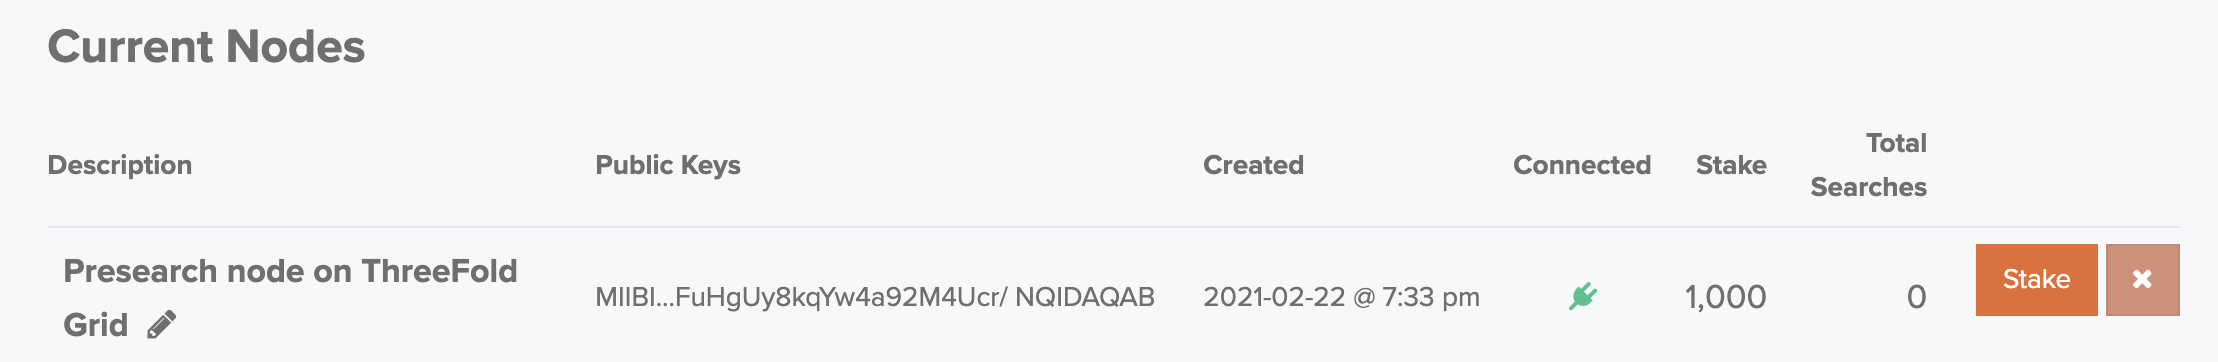 Current Nodes
Description Public Keys Created Connected Stake Total Searches
Presearch node on ThreeFold
Grid
MIIBI...FuHgUy8kqYw4a92M4Ucr/ NQIDAQAB 2021-02-22 @ 7:33 pm 1,000 0 Stake